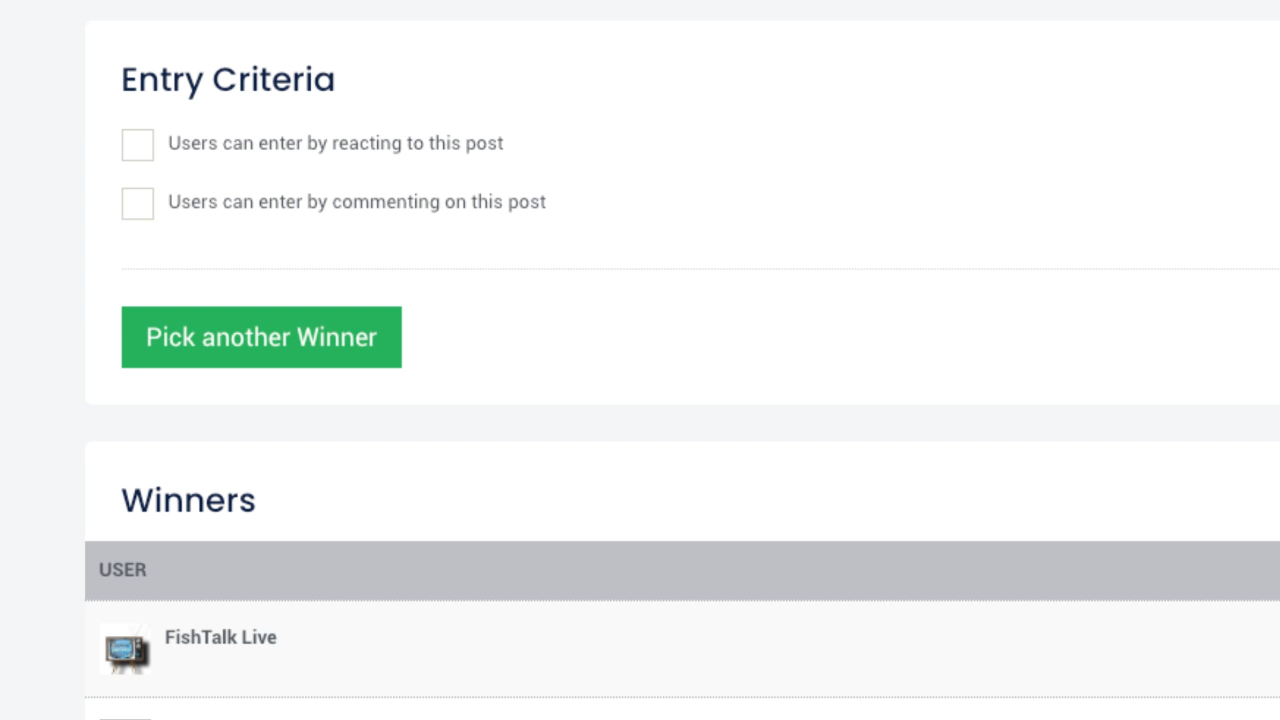 Entry Criteria
Users can enter by reacting to this post
Users can enter by commenting on this post
Pick another Winner
Winners
USER
FishTalk Live